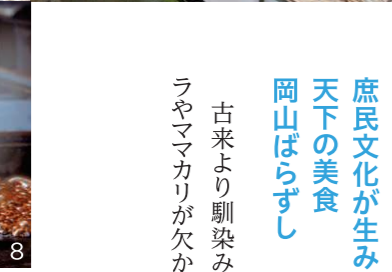 庶民文化が生み
天下の美食
岡山ばらずし
古来より馴染み
ラやママカリが欠か
8